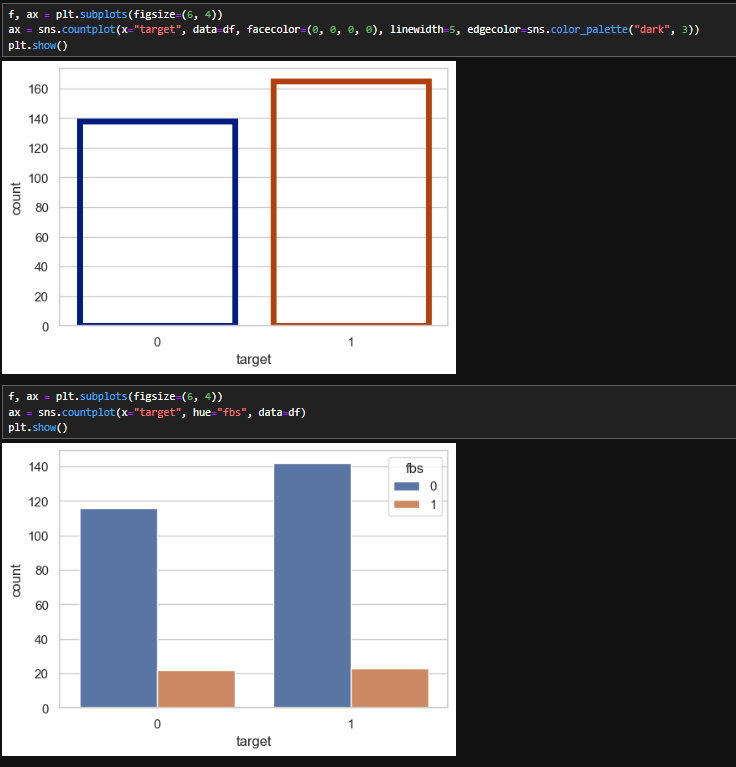 f, ax = plt.subplots(figsize=(6, 4))
ax = sns.countplot(x="target", data=df, facecolor=(0, 0, 0, 0), linewidth=5, edgecolor=sns.color_palette("dark", 3))
plt.show()
160
140
120
100
80
60
40
20
0
count
0 1
target
f, ax = plt.subplots(figsize=(6, 4))
ax = sns.countplot(x="target", hue="fbs", data=df)
plt.show()
140
120
100
80
60
40
20
0
count
fbs
0
1
0 1
target